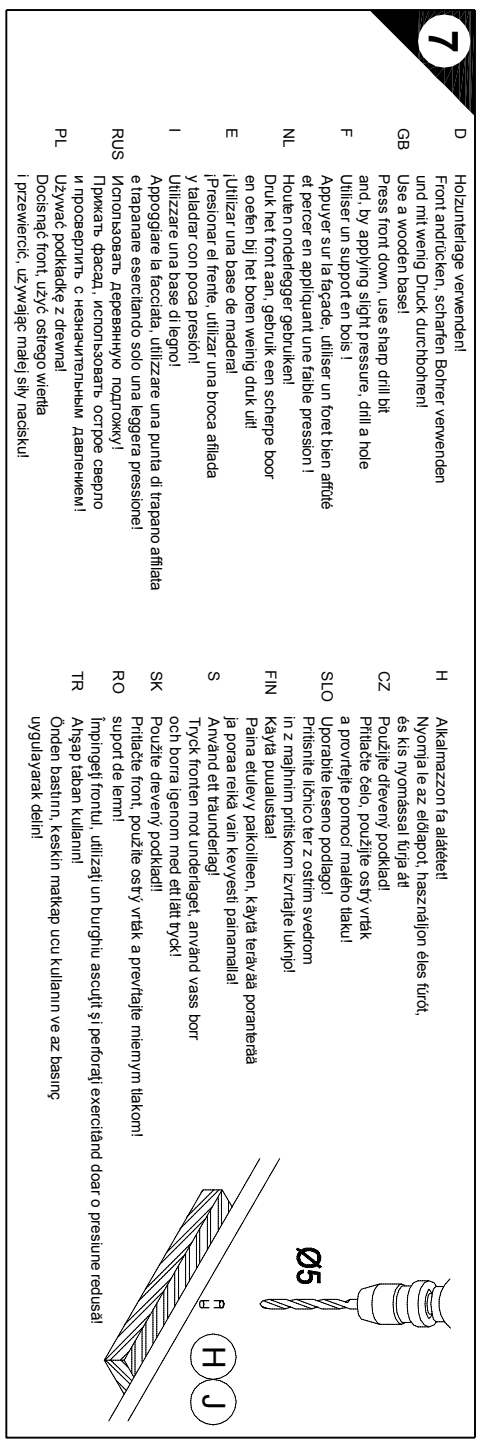 7
D Holzunterlage verwenden!
Front andrücken, scharfen Bohrer verwenden
und mit wenig Druck durchbohren!
GB Use a wooden base!
Press front down, use sharp drill bit
and, by applying slight pressure, drill a hole
F Utiliser un support en bois !
Appuyer sur la façade, utiliser un foret bien affûté
et percer en appliquant une faible pression !
NL Houten onderlegger gebruiken!
Druk het front aan, gebruik een scherpe boor
en oefen bij het boren weinig druk uit!
E ¡Utilizar una base de madera!
¡Presionar el frente, utilizar una broca afilada
y taladrar con poca presión!
I Utilizzare una base di legno!
Appoggiare la facciata, utilizzare una punta di trapano affilata
e trapanare esercitando solo una leggera pressione!
RUS Использовать деревянную подложку!
Прижать фасад, использовать острое сверло
и просверлить с незначительным давлением!
PL Używać podkładkę z drewna!
Docisnąć front, użyć ostrego wiertła
i przewiercić, używając małej siły nacisku!
H Alkalmazzon fa alátétet!
Nyomja le az előlapot, használjon éles fúrót,
és kis nyomással fúrja át!
CZ Použijte dřevený podklad!
Přitlačte čelo, použijte ostrý vrták
a provrtejte pomocí malého tlaku!
SLO Uporabite leseno podlago!
Pritisnite ličnico ter z ostrim svedrom
in z majhnim pritiskom izvrtajte luknjo!
FIN Käytä puualustaa!
Paina etulevy paikoilleen, käytä terävää poranterää
ja poraa reikä vain kevyesti painamalla!
S Använd ett träunderlag!
Tryck fronten mot underlaget, använd vass borr
och borra igenom med ett lätt tryck!
SK Použite drevený podklad!!
Pritlačte front, použite ostrý vrták a prevŕtajte miernym tlakom!
RO suport de lemn!
Împingeţi frontul, utilizaţi un burghiu ascuţit şi perforaţi exercitând doar o presiune redusă!
TR Ahşap taban kullanın!
Önden bastırın, keskin matkap ucu kullanın ve az basınç
uygulayarak delin!
Ø5
H J